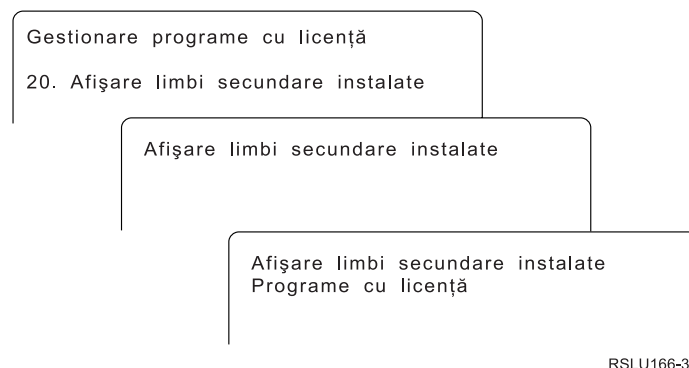 Gestionare programe cu licență
20. Afişare limbi secundare instalate
Afişare limbi secundare instalate
Afişare limbi secundare instalate
Programe cu licență
RSLU166-3